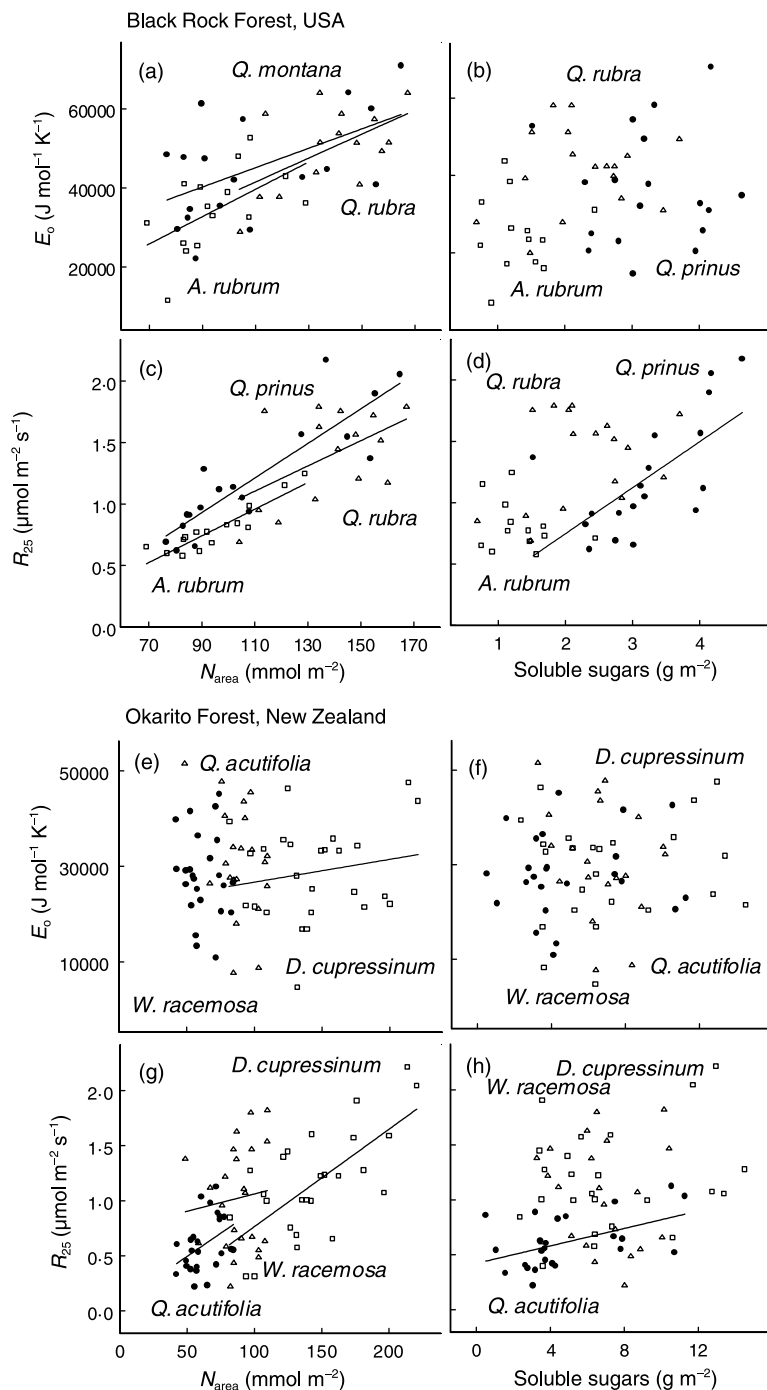 Black Rock Forest, USA
(a)
Q. montana
60000
40000
20000
Eo (J mol−1 K−1)
Q. rubra
A. rubrum
(b)
Q. rubra
Q. prinus
A. rubrum
(c)
Q. prinus
2·0
1·5
1·0
0·5
0·0
R25 (μmol m−2 s−1)
Q. rubra
A. rubrum
70 90 110 130 150 170
Narea (mmol m−2)
(d)
Q. prinus
Q. rubra
A. rubrum
1 2 3 4
Soluble sugars (g m−2)
Okarito Forest, New Zealand
(e)
Q. acutifolia
50000
30000
10000
Eo (J mol−1 K−1)
D. cupressinum
W. racemosa
(f)
D. cupressinum
Q. acutifolia
W. racemosa
(g)
D. cupressinum
2·0
1·5
1·0
0·5
0·0
R25 (μmol m−2 s−1)
W. racemosa
Q. acutifolia
0 50 100 150 200
Narea (mmol m−2)
(h)
D. cupressinum
W. racemosa
Q. acutifolia
0 4 8 12
Soluble sugars (g m−2)